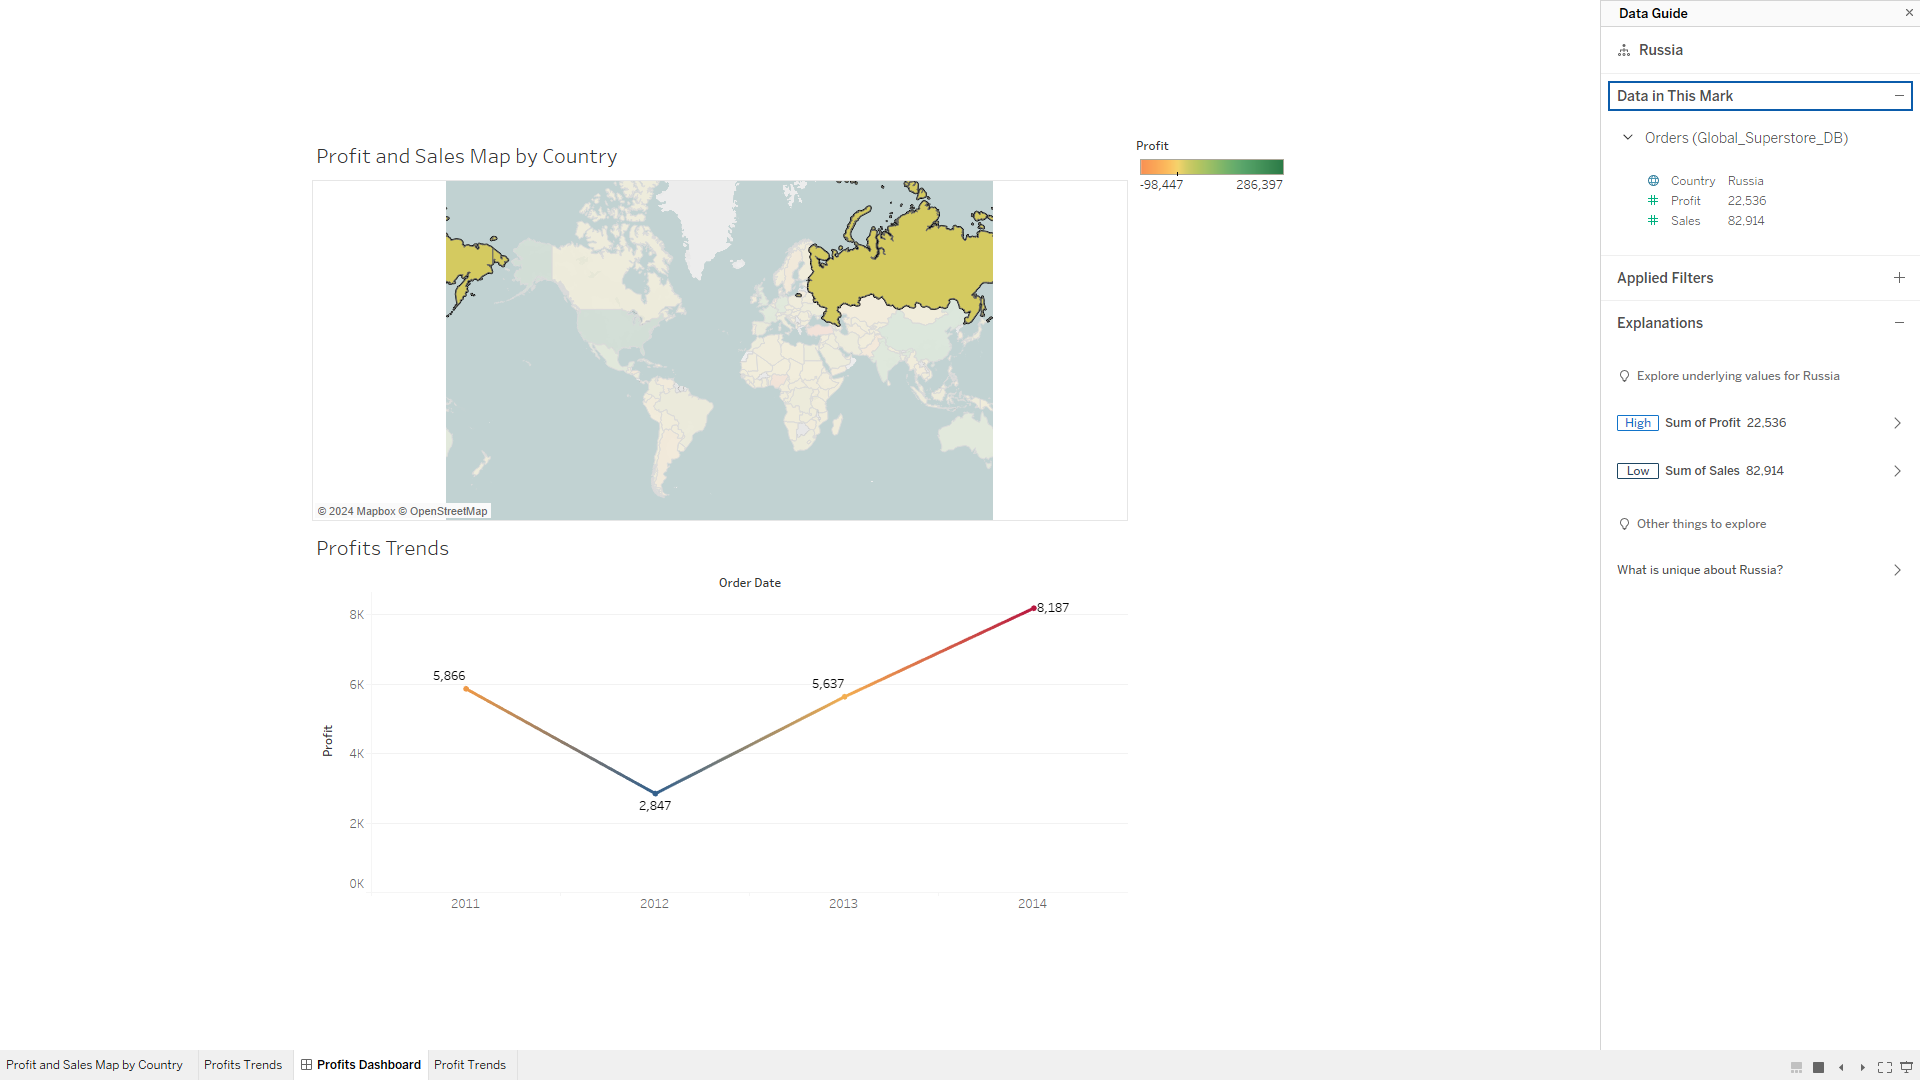 Profit and Sales Map by Country
© 2024 Mapbox © OpenStreetMap
Profit
-98,447 286,397
Profits Trends
Order Date
Profit
8K
6K
4K
2K
0K
5,866
2,847
5,637
8,187
2011 2012 2013 2014
Data Guide
Russia
Data in This Mark
Orders (Global_Superstore_DB)
Country Russia
Profit 22,536
Sales 82,914
Applied Filters
Explanations
Explore underlying values for Russia
High Sum of Profit 22,536
Low Sum of Sales 82,914
Other things to explore
What is unique about Russia?
Profit and Sales Map by Country Profits Trends Profits Dashboard Profit Trends